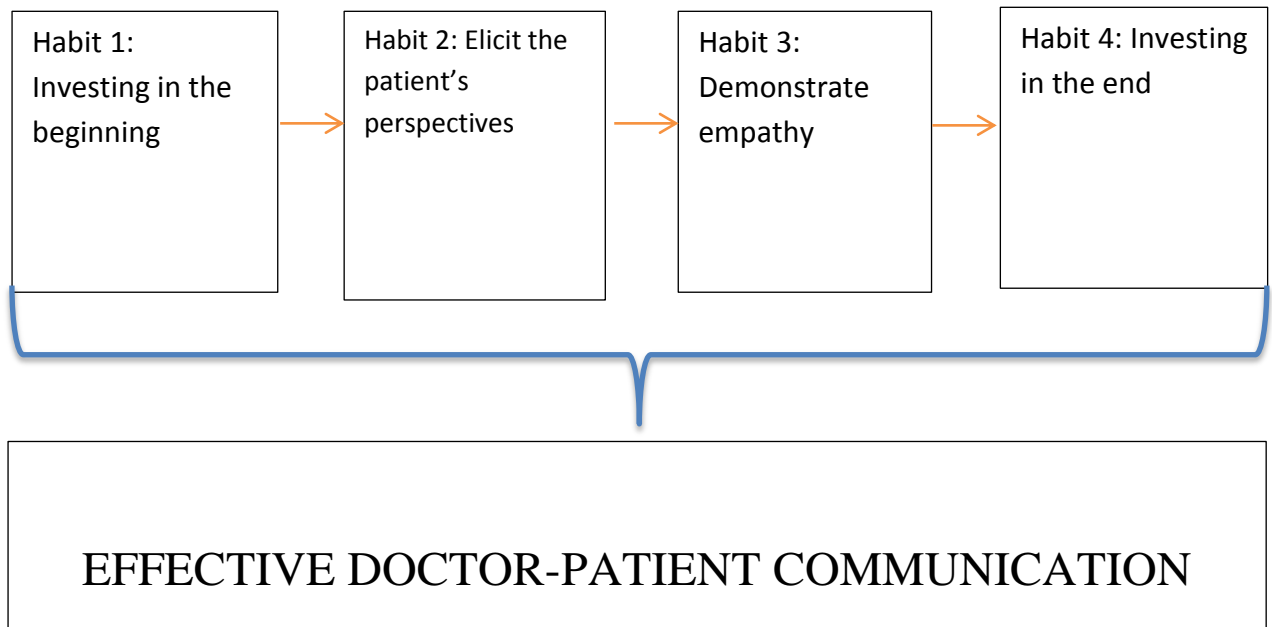 Habit 1:
Investing in the
beginning
Habit 2: Elicit the
patient’s
perspectives
Habit 3:
Demonstrate
empathy
Habit 4: Investing
in the end
EFFECTIVE DOCTOR-PATIENT COMMUNICATION